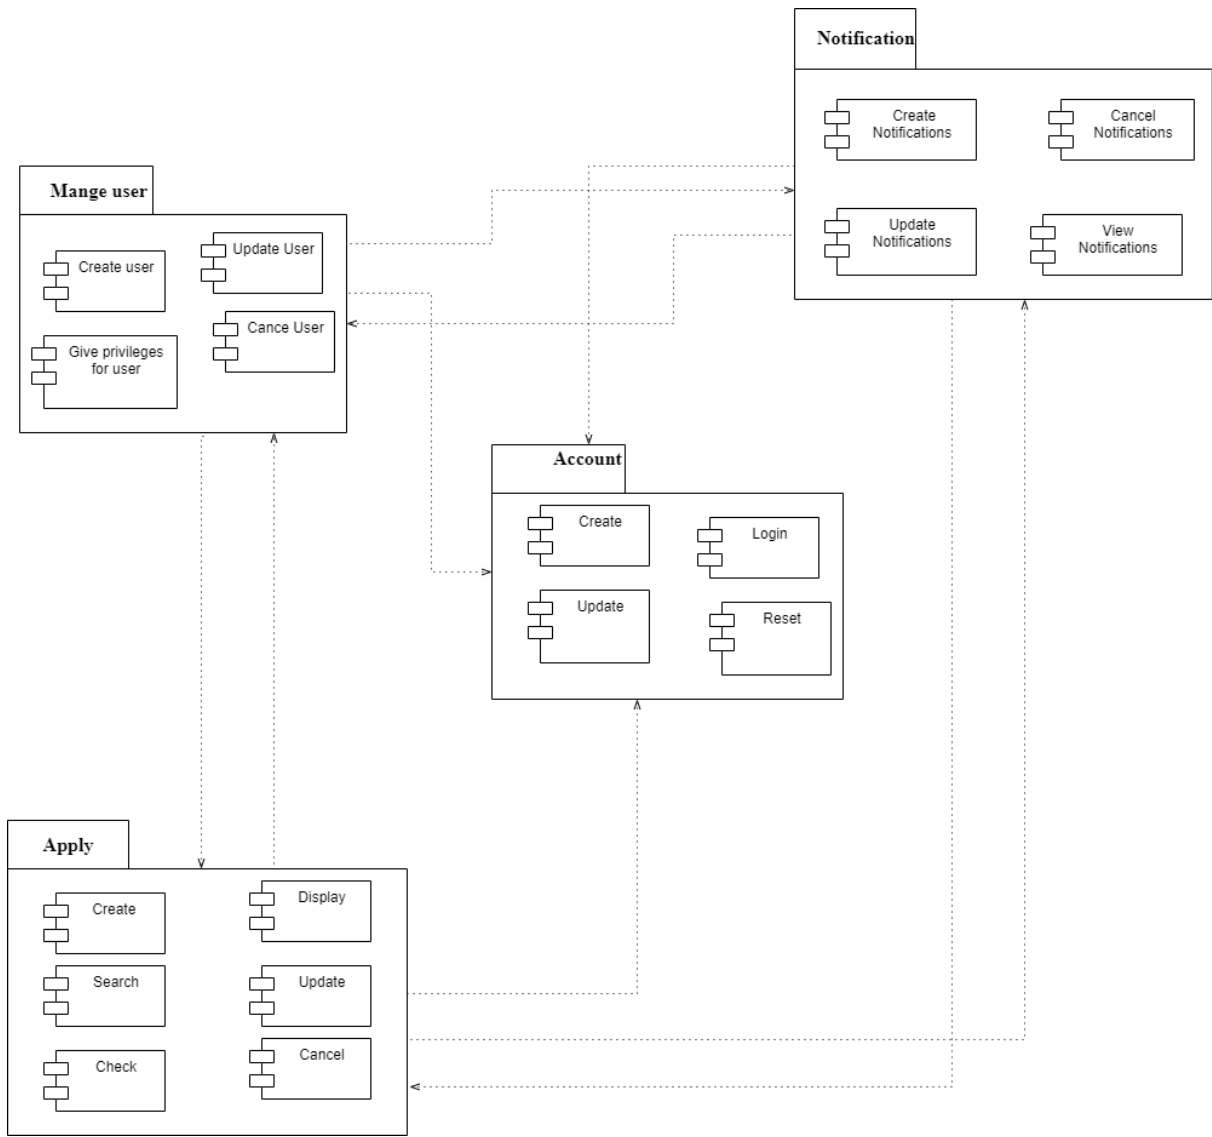 Notification
Create
Notifications
Cancel
Notifications
Update
Notifications
View
Notifications
Mange user
Create user
Update User
Give privileges
for user
Cance User
Account
Create
Login
Update
Reset
Apply
Create
Display
Search
Update
Check
Cancel